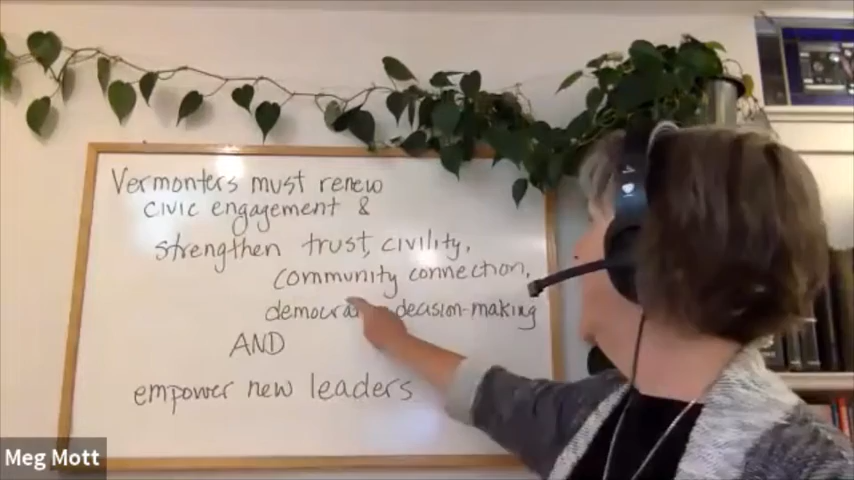 Vermonters must renew
civic engagement &
strengthen trust, civility,
community connection,
decision-making
AND
empower new leaders
Meg Mott